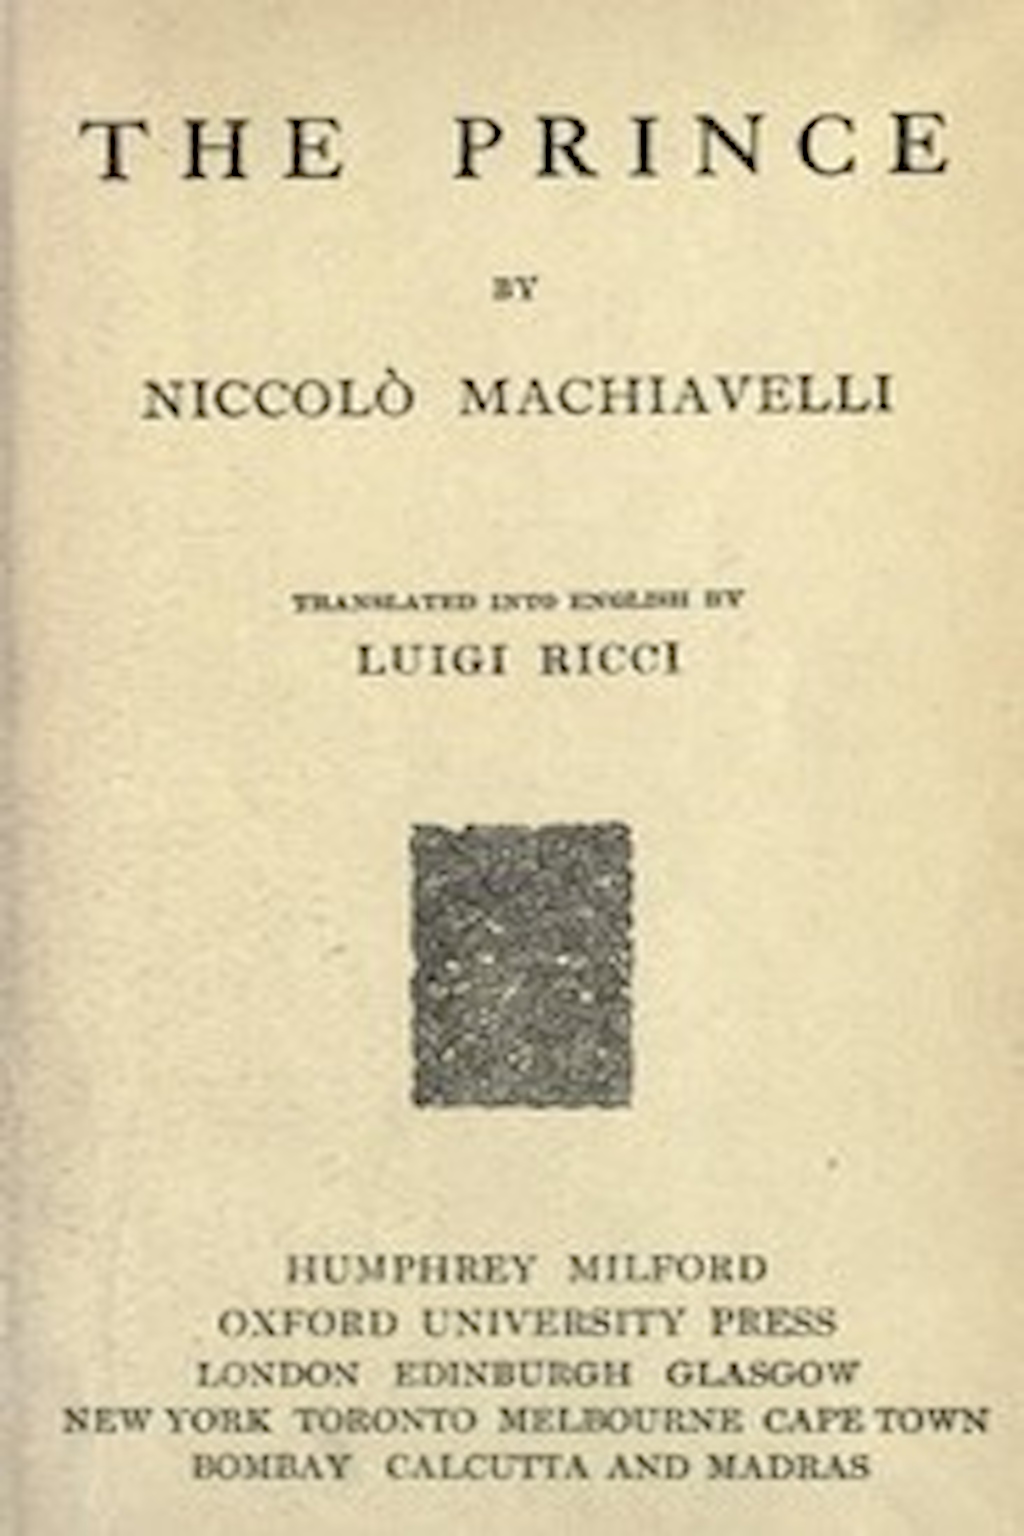 THE PRINCE
BY
NICCOLÒ MACHIAVELLI
TRANSLATED INTO ENGLISH BY
LUIGI RICCI
HUMPHREY MILFORD
OXFORD UNIVERSITY PRESS
LONDON EDINBURGH GLASGOW
NEW YORK TORONTO MELBOURNE CAPE TOWN
BOMBAY CALCUTTA AND MADRAS